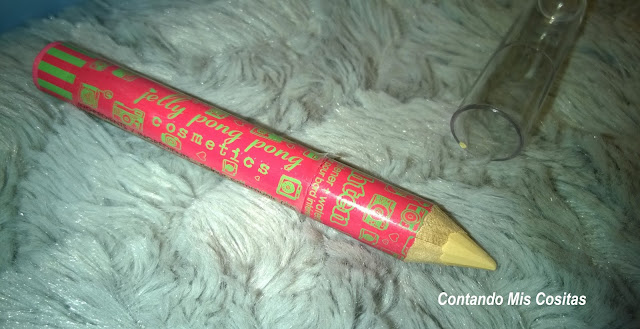 jelly pong pong
cosmetics
Contando Mis Cositas